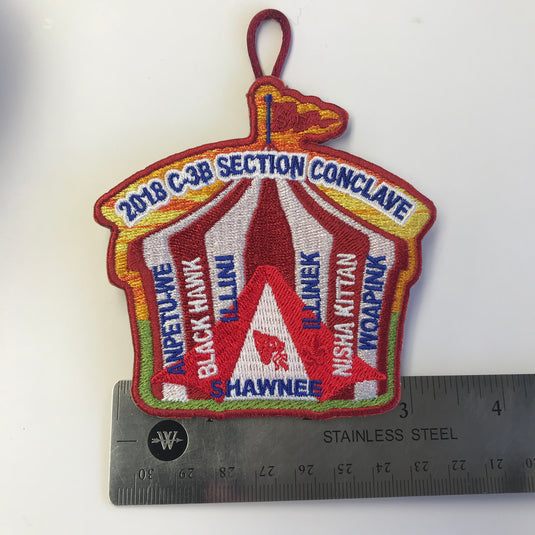 2018 C-3B SECTION CONCLAVE
ANPETU-WE
BLACK HAWK
ILLINI
ILLINEK
NISHA KITTAN
WOAPINK
SHAWNEE
3 4
STAINLESS STEEL
W
30 29 28 27 26 25 24 23 22 21 20